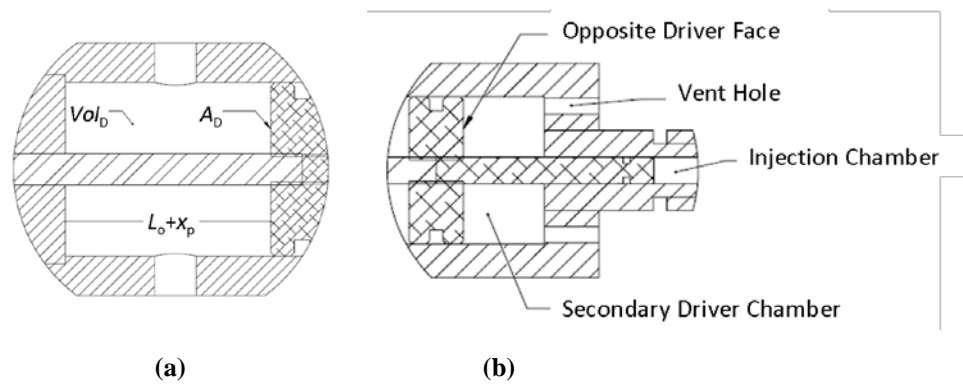 Vol_D
A_D
L_o+x_p
Opposite Driver Face
Vent Hole
Injection Chamber
Secondary Driver Chamber
(a)
(b)